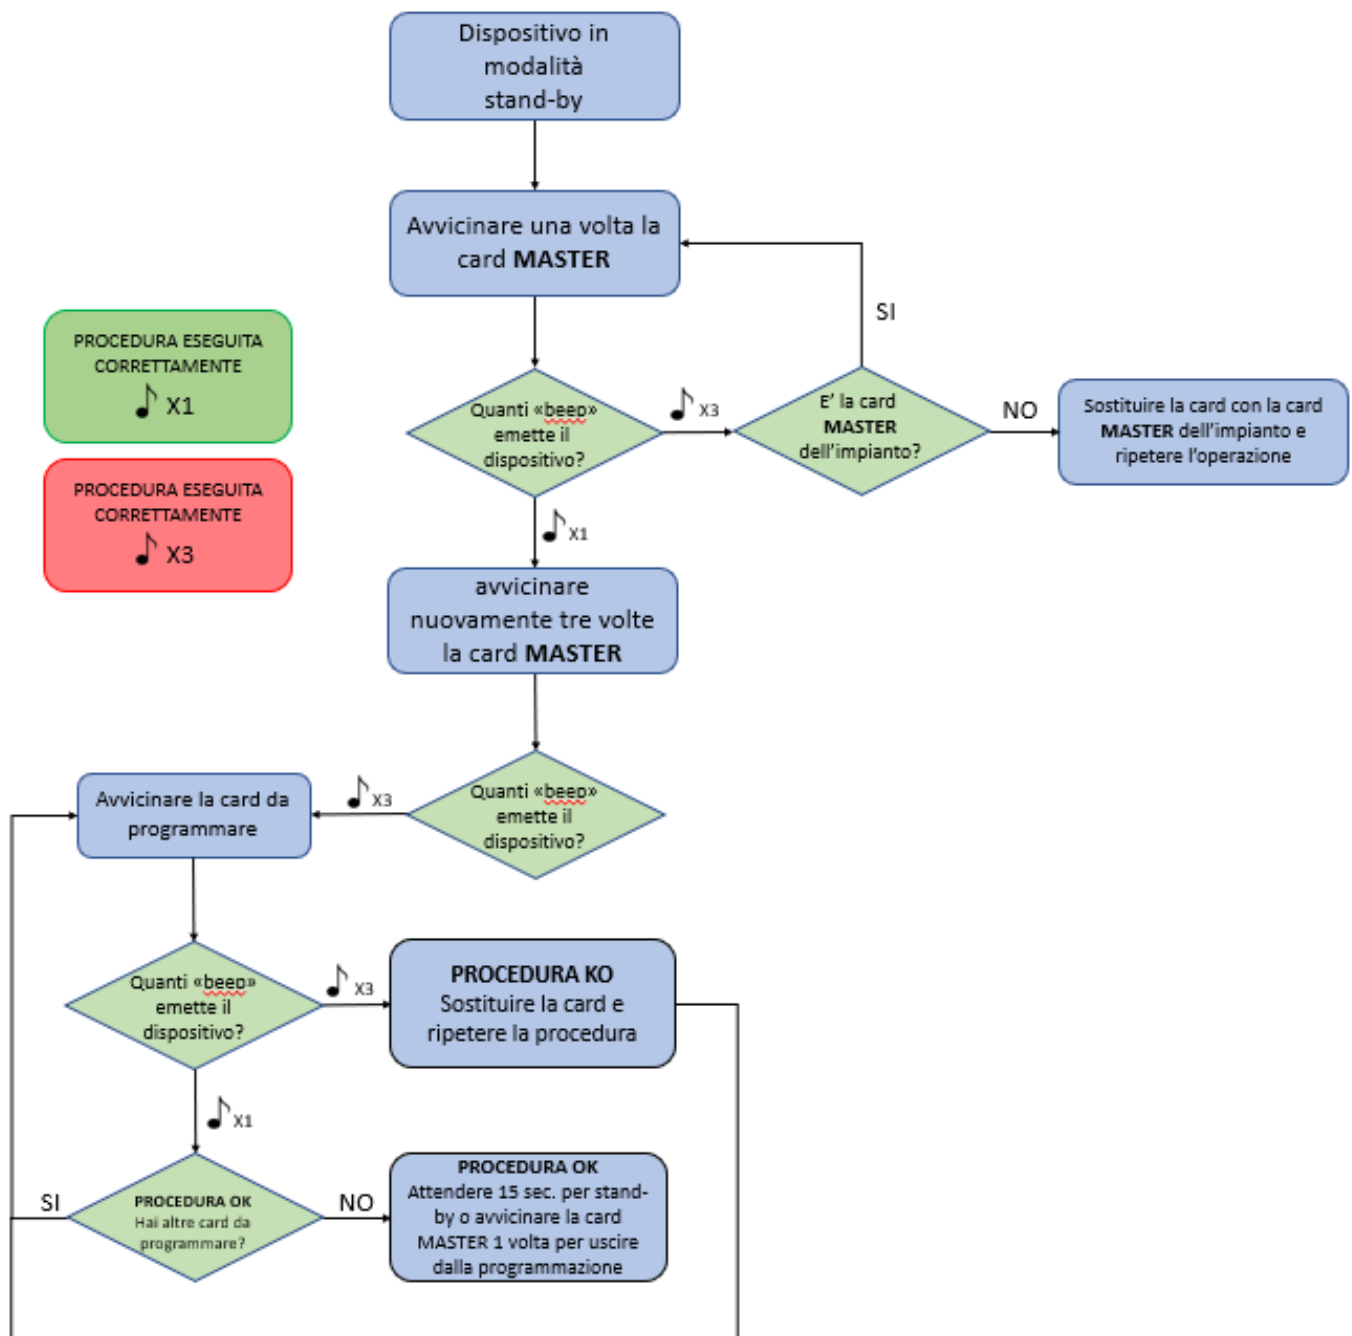 Dispositivo in
modalità
stand-by
Avvicinare una volta la
card MASTER
SI
PROCEDURA ESEGUITA
CORRETTAMENTE
X1
Quanti «beep»
emette il
dispositivo?
X3
E' la card
MASTER
dell'impianto?
NO
Sostituire la card con la card
MASTER dell'impianto e
ripetere l'operazione
PROCEDURA ESEGUITA
CORRETTAMENTE
X3
X1
avvicinare
nuovamente tre volte
la card MASTER
Avvicinare la card da
programmare
X3
Quanti «beep»
emette il
dispositivo?
Quanti «beep»
emette il
dispositivo?
X3
PROCEDURA KO
Sostituire la card e
ripetere la procedura
X1
SI
PROCEDURA OK
Hai altre card da
programmare?
NO
PROCEDURA OK
Attendere 15 sec. per stand-
by o avvicinare la card
MASTER 1 volta per uscire
dalla programmazione